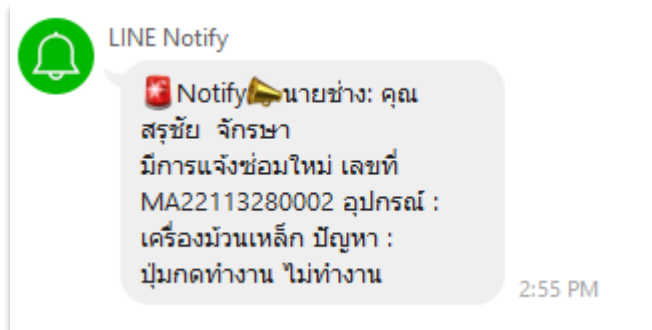 LINE Notify
🚨Notify📣นายช่าง: คุณ
สรุชัย จักรษา
มีการแจ้งซ่อมใหม่ เลขที่
MA22113280002 อุปกรณ์ :
เครื่องม้วนเหล็ก ปัญหา :
ปุ่มกดทำงาน ไม่ทำงาน
2:55 PM